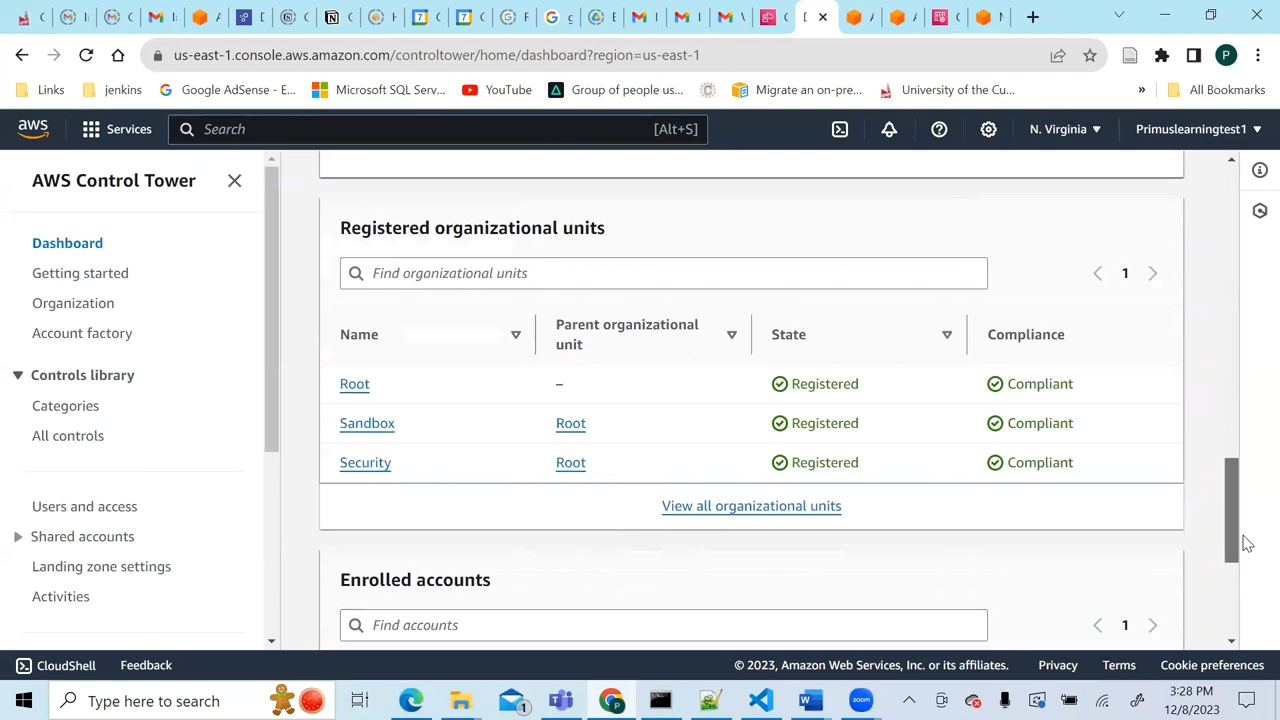 us-east-1.console.aws.amazon.com/controltower/home/dashboard?region=us-east-1
P
Links
jenkins
Google AdSense - E...
Microsoft SQL Serv...
YouTube
Group of people us...
Migrate an on-pre...
University of the Cu...
»
All Bookmarks
aws
Services
Search
[Alt+S]
N. Virginia
Primuslearningtest1
AWS Control Tower
Dashboard
Getting started
Organization
Account factory
Controls library
Categories
All controls
Users and access
Shared accounts
Landing zone settings
Activities
Registered organizational units
Find organizational units
1
Name
Parent organizational
unit
State
Compliance
Root – Registered Compliant
Sandbox Root Registered Compliant
Security Root Registered Compliant
View all organizational units
Enrolled accounts
Find accounts
1
CloudShell
Feedback
© 2023, Amazon Web Services, Inc. or its affiliates.
Privacy
Terms
Cookie preferences
Type here to search
1
zoom
3:28 PM
12/8/2023